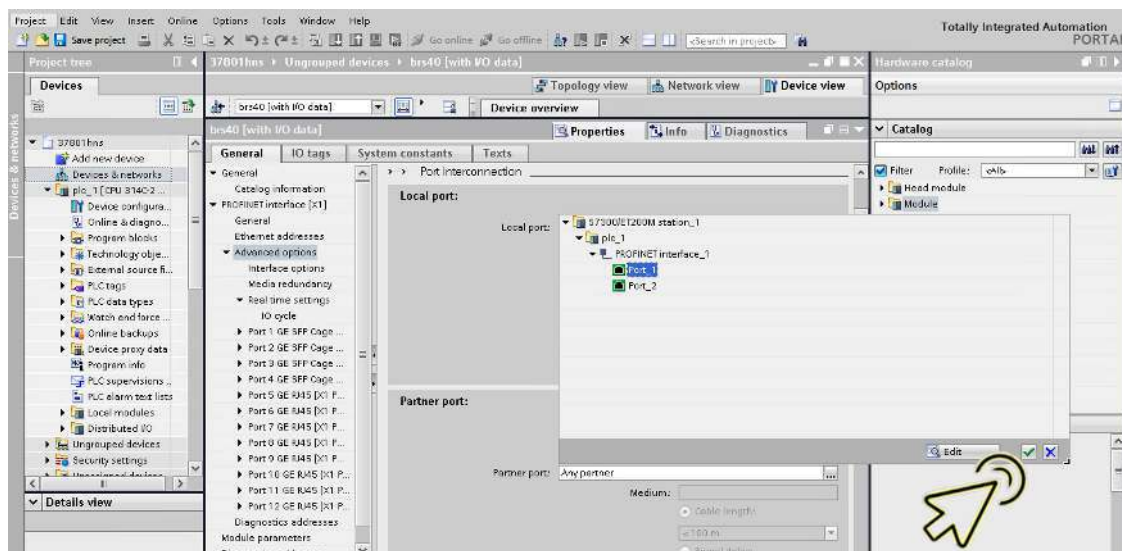 Project Edit View Insert Online Options Tools Window Help
Totally Integrated Automation
PORTAL
Save project
Go online
Go offline
<Search in project>
Project tree
37001hns › Ungrouped devices › brs40 [with I/O data]
Hardware catalog
Devices
Topology view
Network view
Device view
Options
brs40 [with I/O data]
Device overview
Devices & networks
brs40 [with I/O data]
Properties
Info
Diagnostics
Catalog
37001hns
Add new device
Devices & networks
plc_1 [CPU 314C-2 ...
Device configura...
Online & diagno...
Program blocks
Technology obje...
External source fi...
PLC tags
PLC data types
Watch and force ...
Online backups
Device proxy data
Program info
PLC supervisions ..
PLC alarm text lists
Local modules
Distributed I/O
Ungrouped devices
Security settings
Details view
General
IO tags
System constants
Texts
General
Catalog information
PROFINET interface [X1]
General
Ethernet addresses
Advanced options
Interface options
Media redundancy
Real time settings
IO cycle
Port 1 GE SFP Cage ...
Port 2 GE SFP Cage ...
Port 3 GE SFP Cage ...
Port 4 GE SFP Cage ...
Port 5 GE RJ45 [X1 P...
Port 6 GE RJ45 [X1 P...
Port 7 GE RJ45 [X1 P...
Port 8 GE RJ45 [X1 P...
Port 9 GE RJ45 [X1 P...
Port 10 GE RJ45 [X1 P...
Port 11 GE RJ45 [X1 P...
Port 12 GE RJ45 [X1 P...
Diagnostics addresses
Module parameters
› › Port interconnection
Local port:
Local port:
S7300/ET200M station_1
plc_1
PROFINET interface_1
Port_1
Port_2
Edit
Partner port:
Partner port: Any partner
...
Medium:
Cable length:
<100 m
Signal delay:
Filter Profile: <All>
Head module
Module